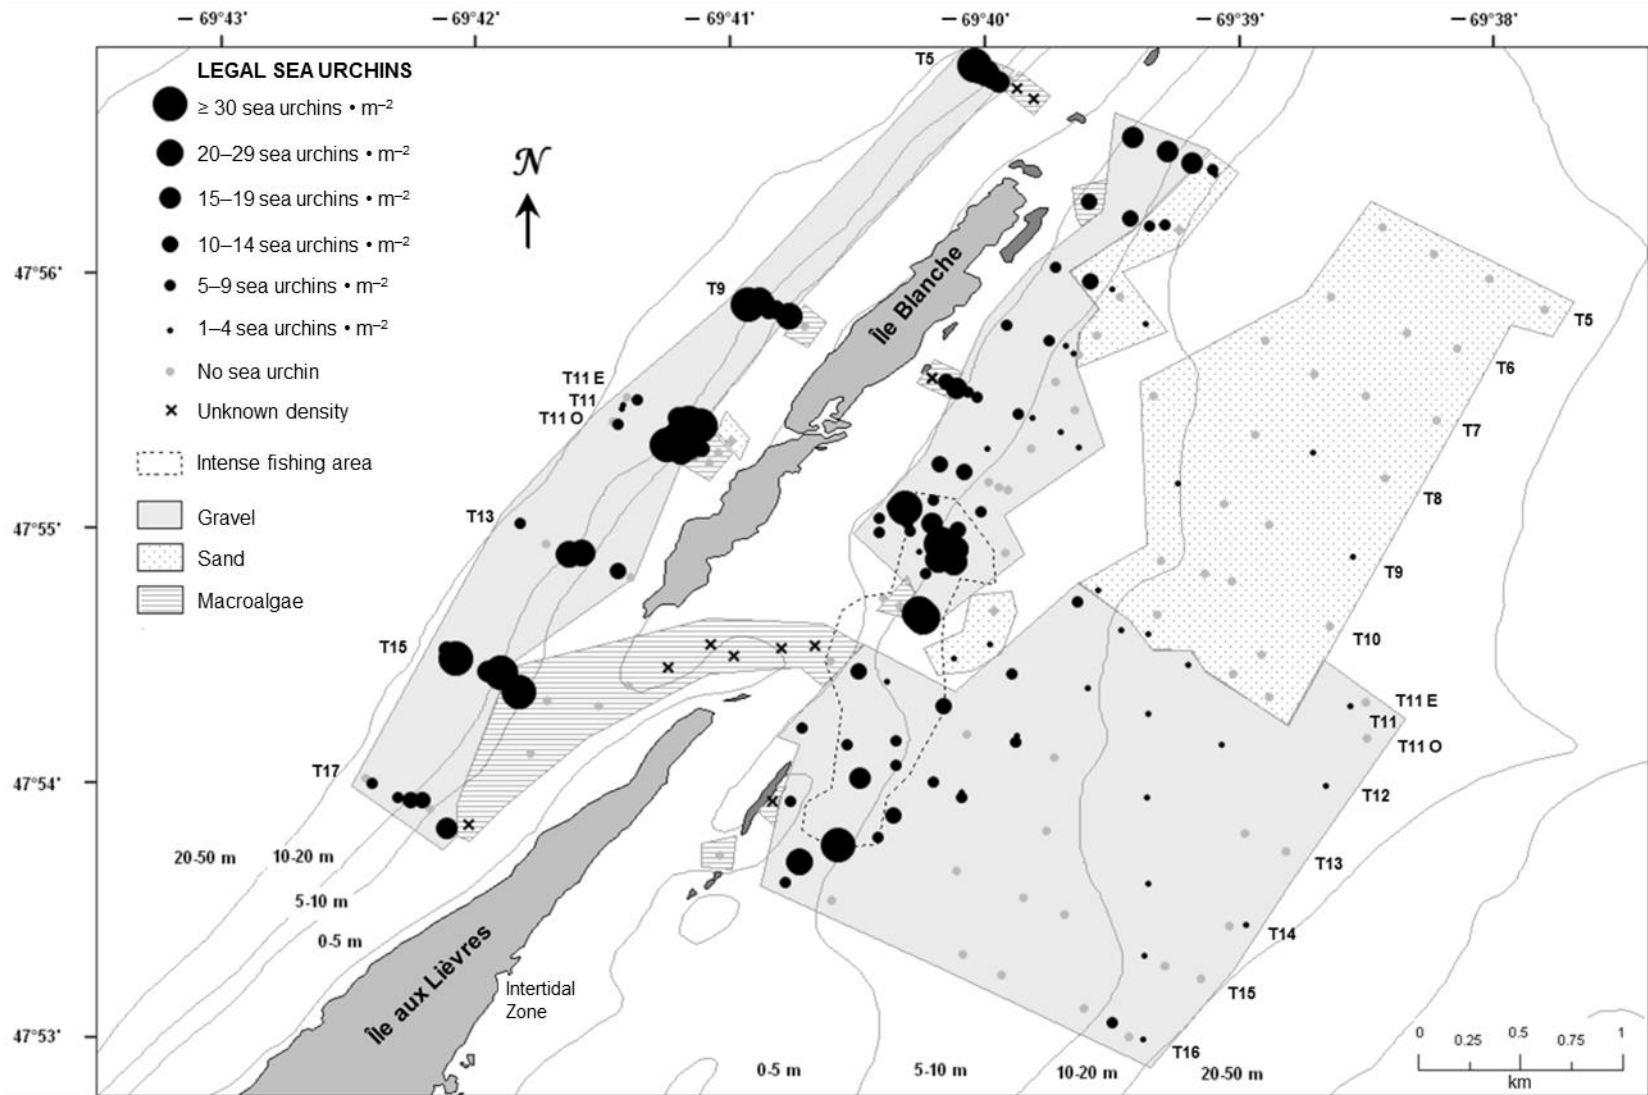 −69°43'
−69°42'
−69°41'
−69°40'
−69°39'
−69°38'
LEGAL SEA URCHINS
≥ 30 sea urchins • m⁻²
20–29 sea urchins • m⁻²
15–19 sea urchins • m⁻²
10–14 sea urchins • m⁻²
5–9 sea urchins • m⁻²
1–4 sea urchins • m⁻²
No sea urchin
Unknown density
Intense fishing area
Gravel
Sand
Macroalgae
N
47°56'
47°55'
47°54'
47°53'
T5
T9
T11 E
T11
T11 O
T13
T15
T17
Île Blanche
Île aux Lièvres
Intertidal
Zone
20-50 m
10-20 m
5-10 m
0-5 m
T5
T6
T7
T8
T9
T10
T11 E
T11
T11 O
T12
T13
T14
T15
T16
0-5 m
5-10 m
10-20 m
20-50 m
0
0.25
0.5
0.75
1
km